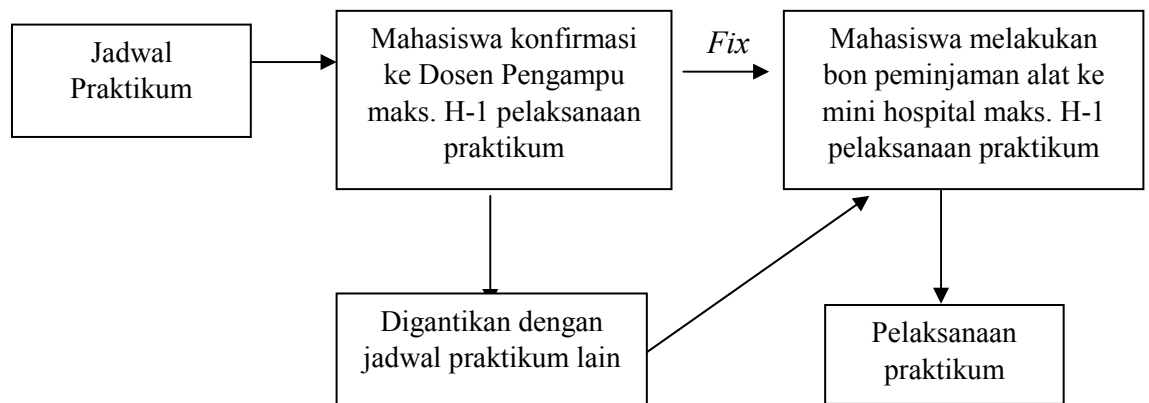 Jadwal
Praktikum
Mahasiswa konfirmasi
ke Dosen Pengampu
maks. H-1 pelaksanaan
praktikum
Fix
Mahasiswa melakukan
bon peminjaman alat ke
mini hospital maks. H-1
pelaksanaan praktikum
Digantikan dengan
jadwal praktikum lain
Pelaksanaan
praktikum